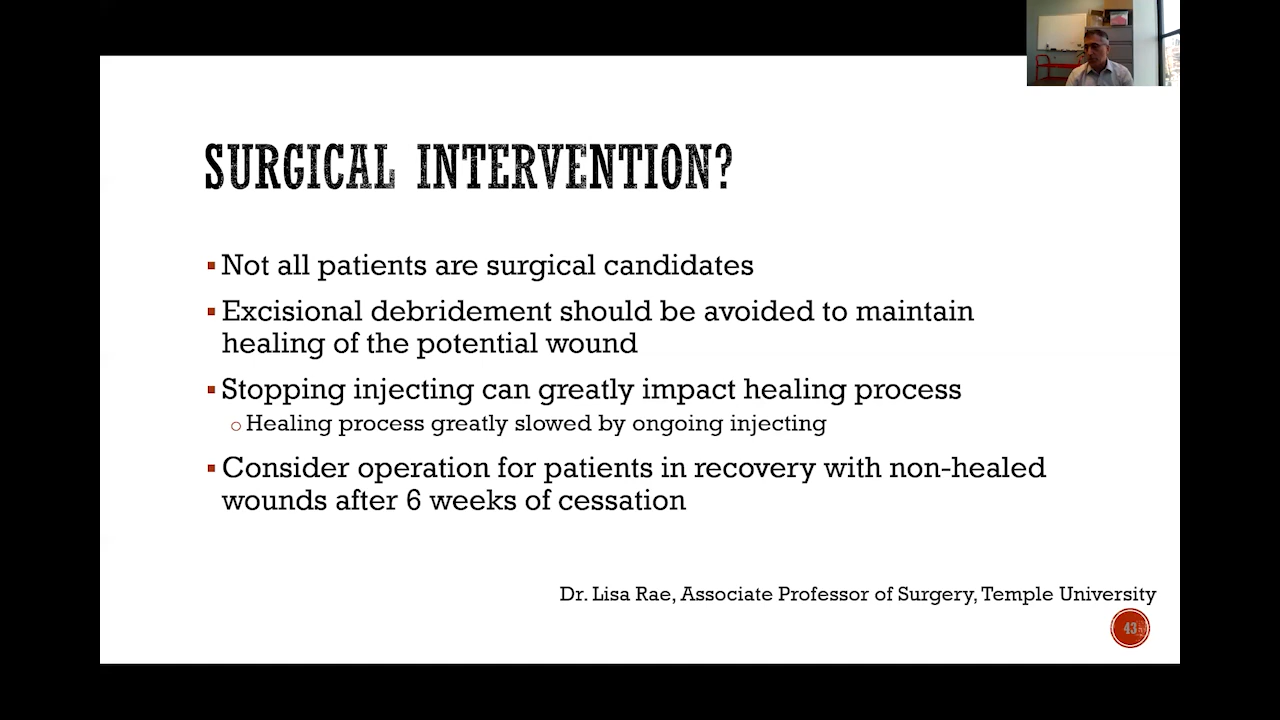 SURGICAL INTERVENTION?
Not all patients are surgical candidates
Excisional debridement should be avoided to maintain
healing of the potential wound
Stopping injecting can greatly impact healing process
Healing process greatly slowed by ongoing injecting
Consider operation for patients in recovery with non-healed
wounds after 6 weeks of cessation
Dr. Lisa Rae, Associate Professor of Surgery, Temple University
43